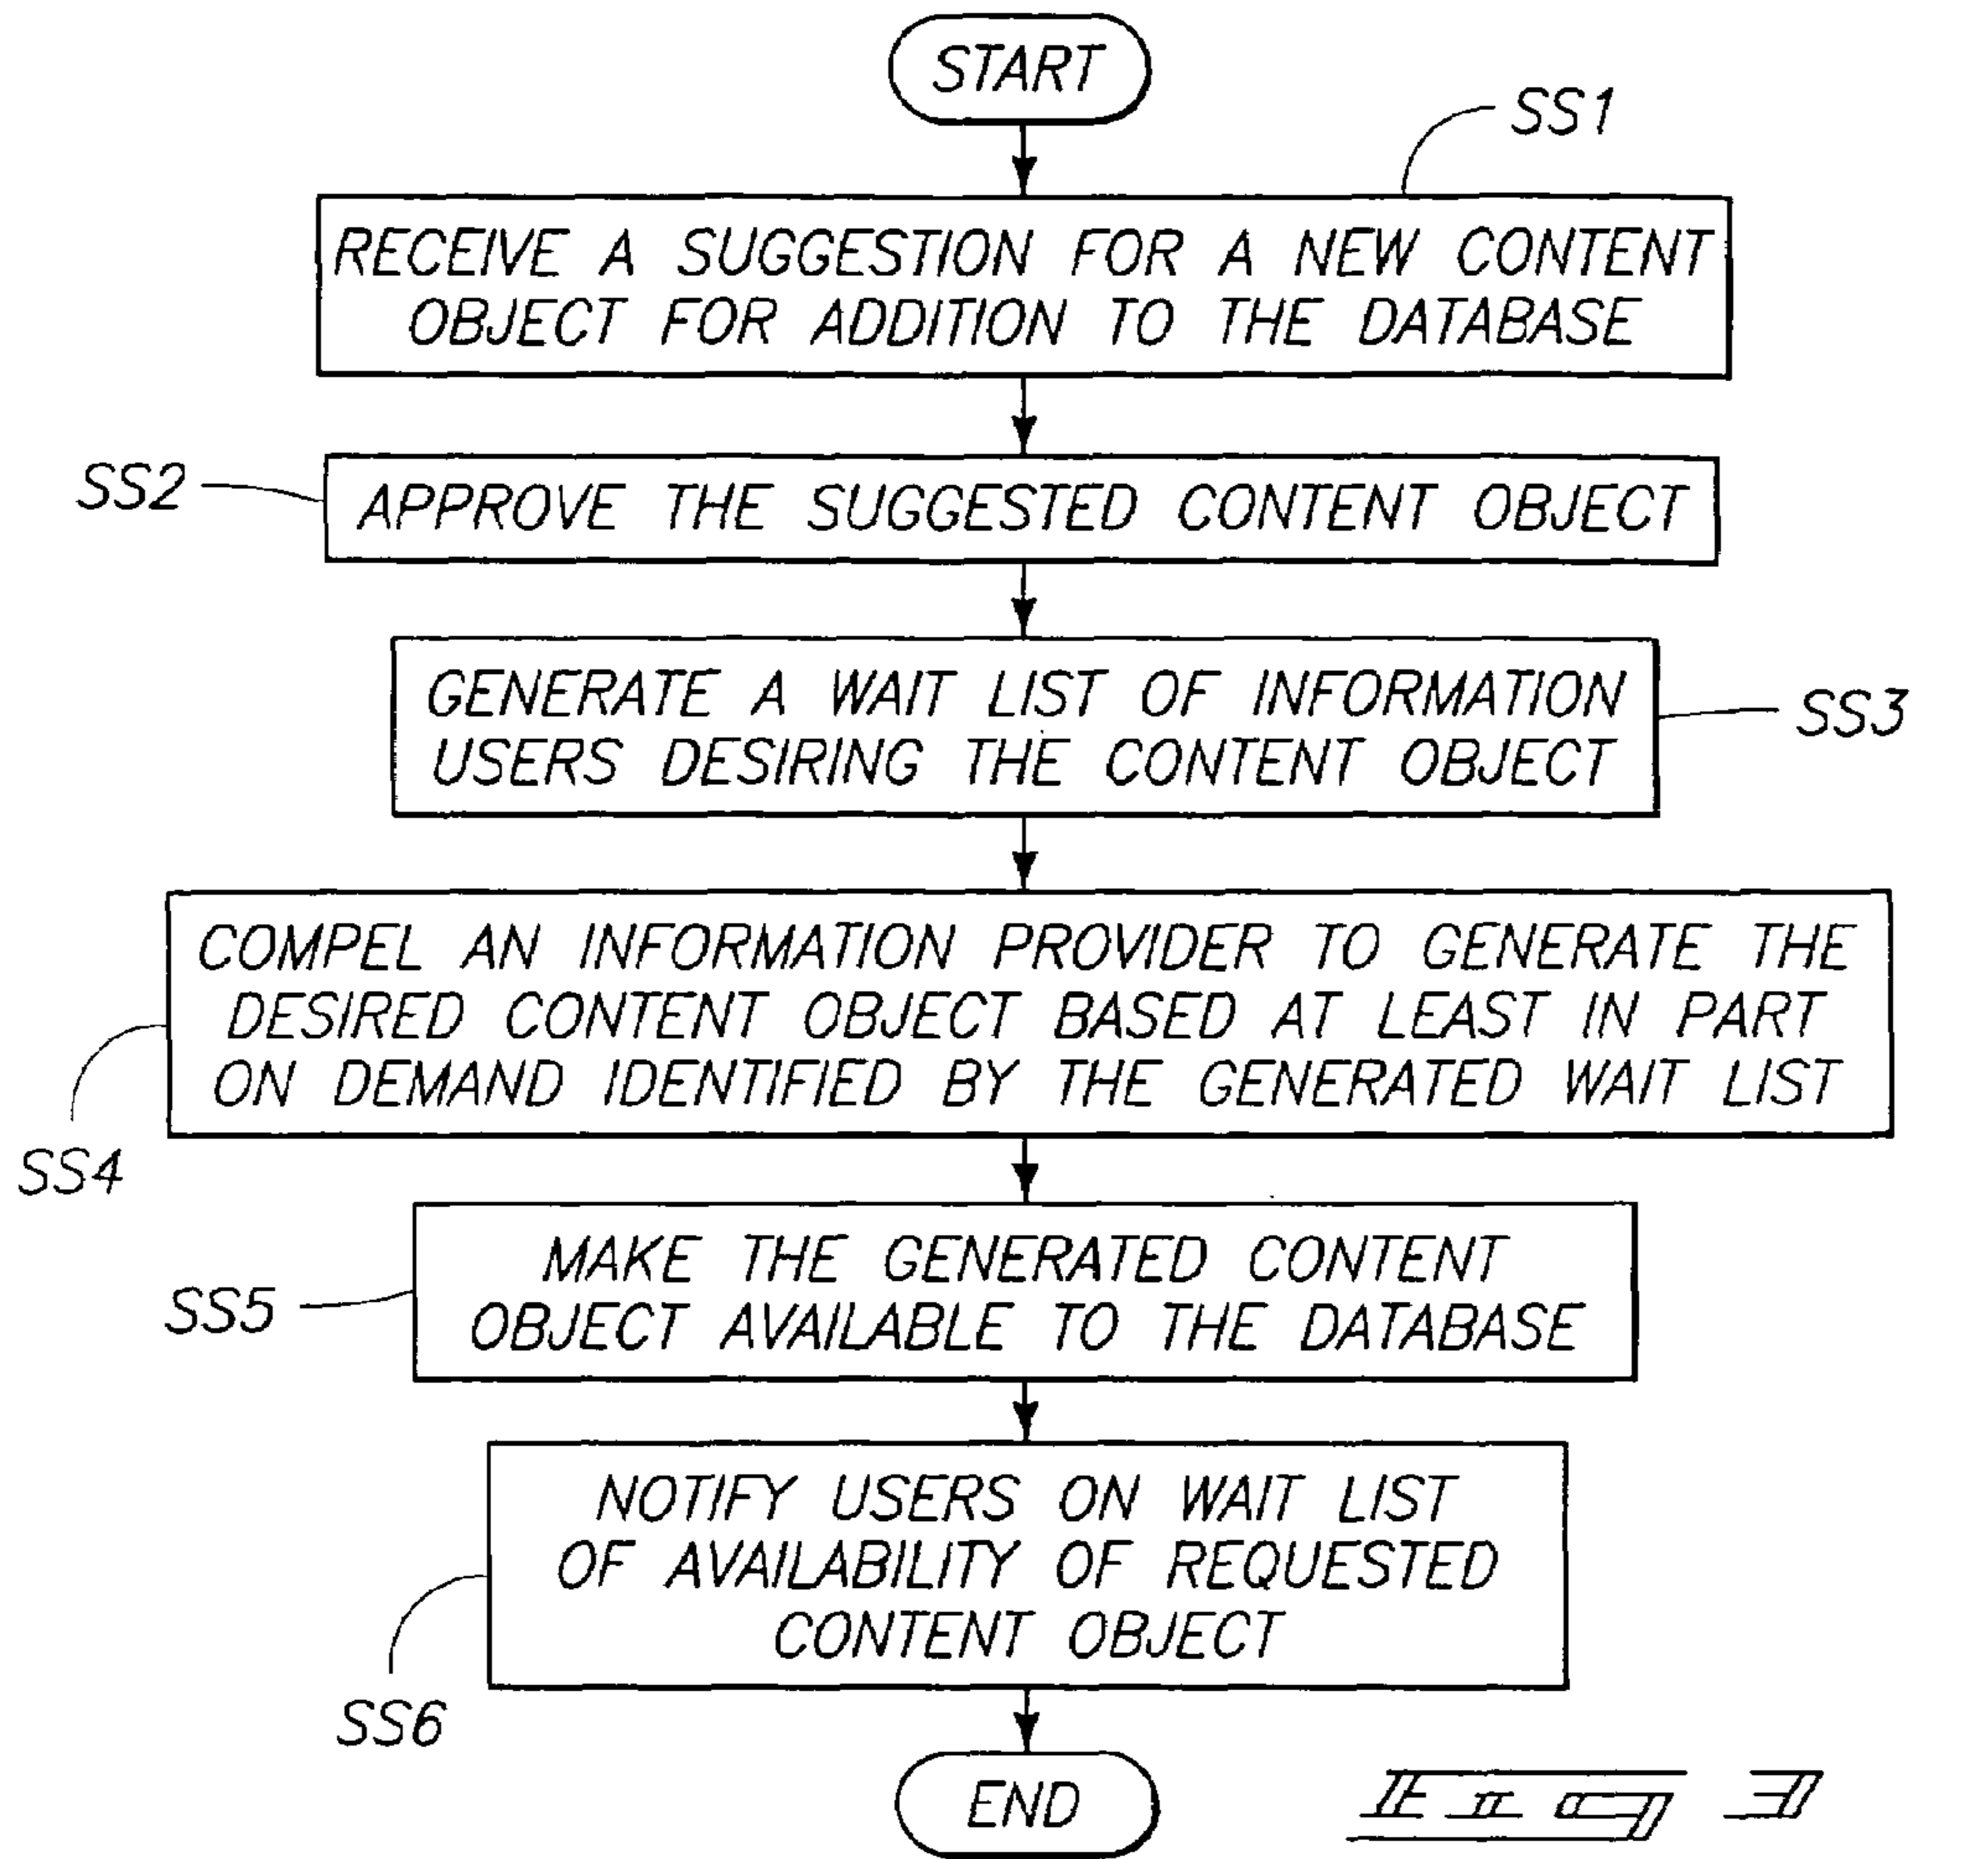 START
SS1
RECEIVE A SUGGESTION FOR A NEW CONTENT
OBJECT FOR ADDITION TO THE DATABASE
SS2
APPROVE THE SUGGESTED CONTENT OBJECT
GENERATE A WAIT LIST OF INFORMATION
USERS DESIRING THE CONTENT OBJECT
SS3
COMPEL AN INFORMATION PROVIDER TO GENERATE THE
DESIRED CONTENT OBJECT BASED AT LEAST IN PART
ON DEMAND IDENTIFIED BY THE GENERATED WAIT LIST
SS4
MAKE THE GENERATED CONTENT
OBJECT AVAILABLE TO THE DATABASE
SS5
NOTIFY USERS ON WAIT LIST
OF AVAILABILITY OF REQUESTED
CONTENT OBJECT
SS6
END
Fig 3